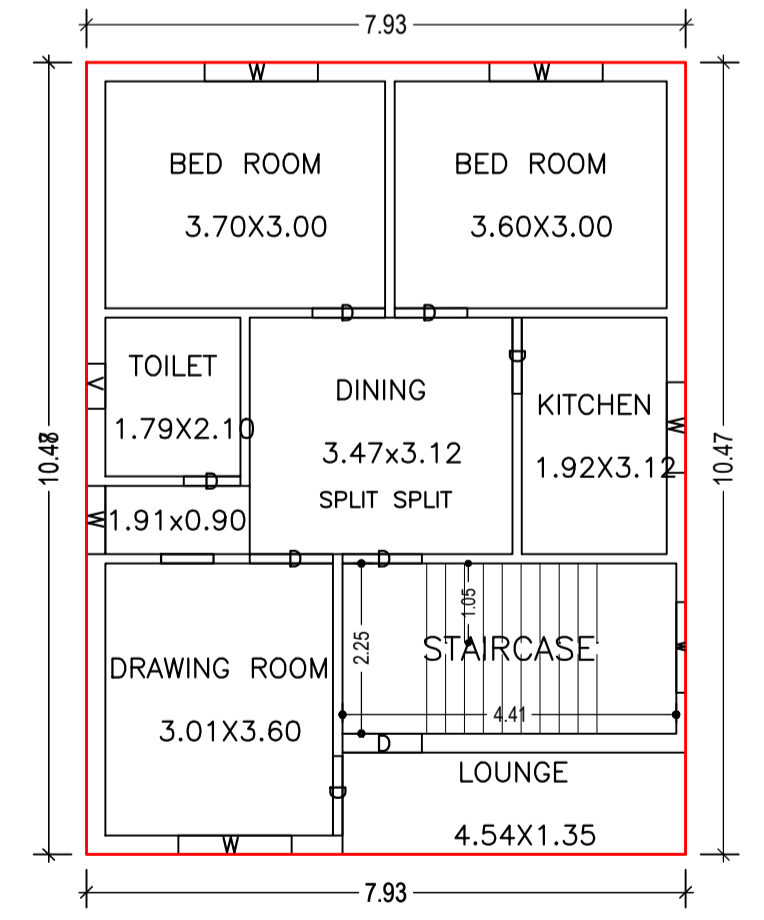 7.93
W
W
BED ROOM
3.70X3.00
BED ROOM
3.60X3.00
D
D
TOILET
1.79X2.10
V
DINING
3.47x3.12
SPLIT SPLIT
D
KITCHEN
1.92X3.12
W
10.47
D
W
1.91x0.90
D
D
DRAWING ROOM
3.01X3.60
2.25
1.05
STAIRCASE
W
4.41
D
D
LOUNGE
4.54X1.35
W
7.93